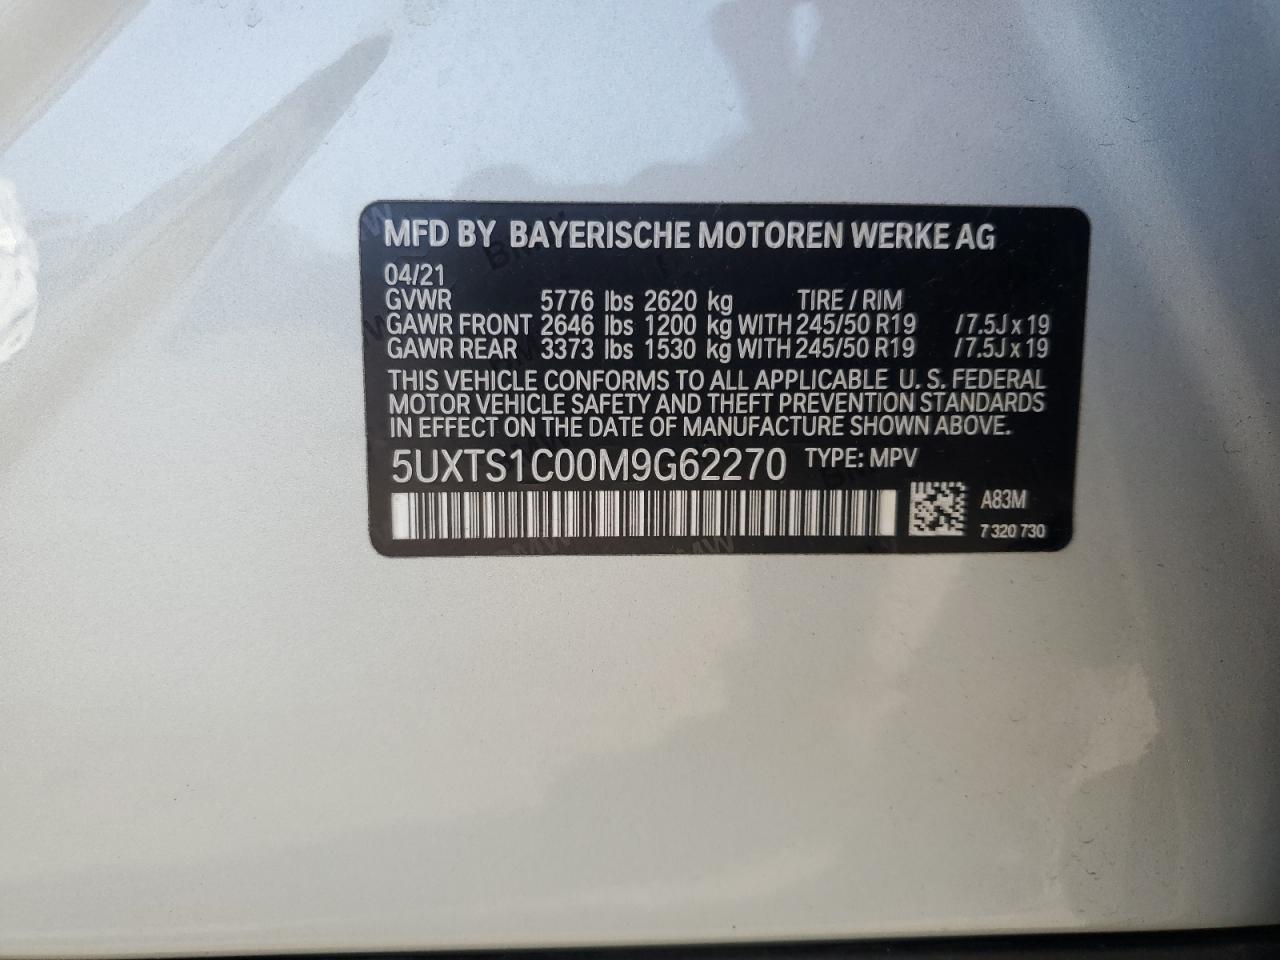 MFD BY BAYERISCHE MOTOREN WERKE AG
04/21
GVWR 5776 lbs 2620 kg TIRE / RIM
GAWR FRONT 2646 lbs 1200 kg WITH 245/50 R19 / 7.5J x 19
GAWR REAR 3373 lbs 1530 kg WITH 245/50 R19 / 7.5J x 19
THIS VEHICLE CONFORMS TO ALL APPLICABLE U. S. FEDERAL
MOTOR VEHICLE SAFETY AND THEFT PREVENTION STANDARDS
IN EFFECT ON THE DATE OF MANUFACTURE SHOWN ABOVE.
5UXTS1C00M9G62270 TYPE: MPV
A83M
7 320 730